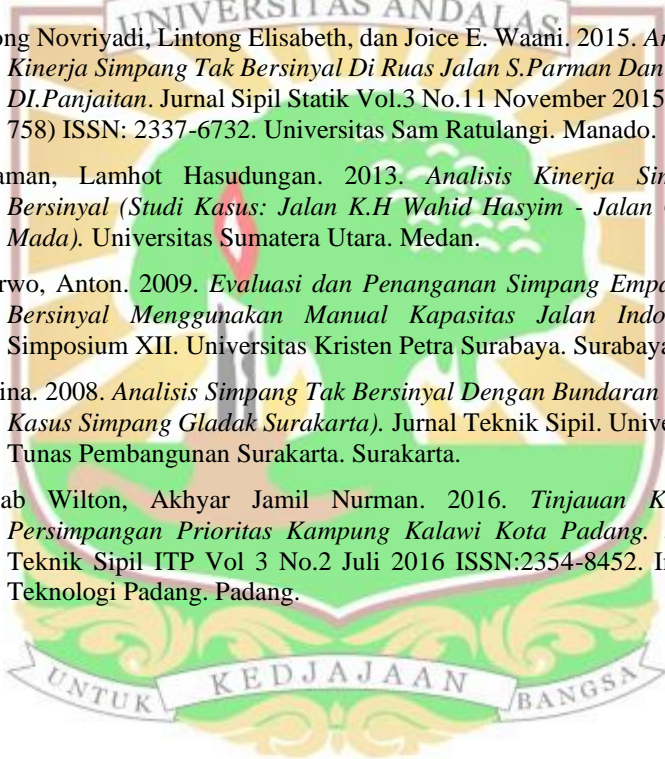 UNIVERSITAS ANDALAS
ong Novriyadi, Lintong Elisabeth, dan Joice E. Waani. 2015. An
Kinerja Simpang Tak Bersinyal Di Ruas Jalan S.Parman Dan
DI.Panjaitan. Jurnal Sipil Statik Vol.3 No.11 November 2015
758) ISSN: 2337-6732. Universitas Sam Ratulangi. Manado.
aman, Lamhot Hasudungan. 2013. Analisis Kinerja Sim
Bersinyal (Studi Kasus: Jalan K.H Wahid Hasyim - Jalan
Mada). Universitas Sumatera Utara. Medan.
rwo, Anton. 2009. Evaluasi dan Penanganan Simpang Empa
Bersinyal Menggunakan Manual Kapasitas Jalan Indo
Simposium XII. Universitas Kristen Petra Surabaya. Surabaya
ina. 2008. Analisis Simpang Tak Bersinyal Dengan Bundaran
Kasus Simpang Gladak Surakarta). Jurnal Teknik Sipil. Unive
Tunas Pembangunan Surakarta. Surakarta.
ab Wilton, Akhyar Jamil Nurman. 2016. Tinjauan K
Persimpangan Prioritas Kampung Kalawi Kota Padang.
Teknik Sipil ITP Vol 3 No.2 Juli 2016 ISSN:2354-8452. I
Teknologi Padang. Padang.
UNTUK KEDJAJAAN BANGSA